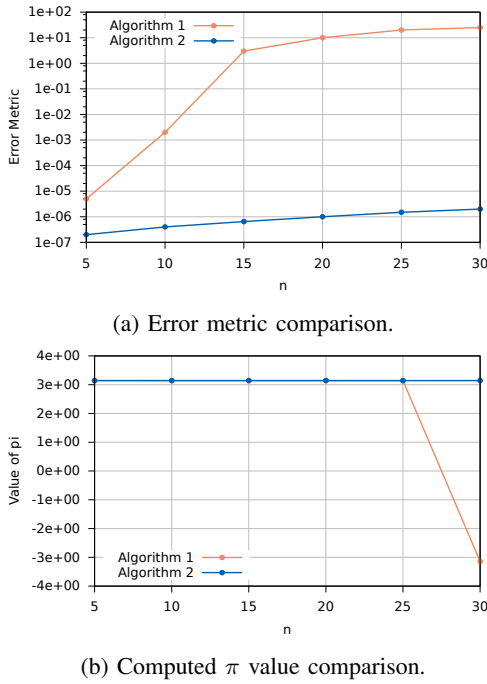 1e+02
1e+01
1e+00
1e-01
1e-02
1e-03
1e-04
1e-05
1e-06
1e-07
Error Metric
Algorithm 1
Algorithm 2
5 10 15 20 25 30
n
(a) Error metric comparison.
4e+00
3e+00
2e+00
1e+00
0e+00
-1e+00
-2e+00
-3e+00
-4e+00
Value of pi
Algorithm 1
Algorithm 2
5 10 15 20 25 30
n
(b) Computed π value comparison.